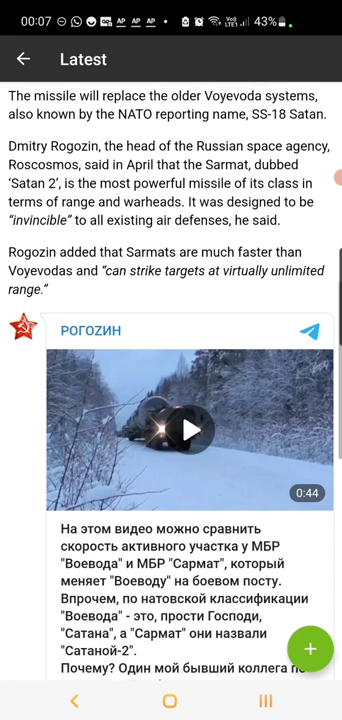 00:07
43%
Latest
The missile will replace the older Voyevoda systems,
also known by the NATO reporting name, SS-18 Satan.
Dmitry Rogozin, the head of the Russian space agency,
Roscosmos, said in April that the Sarmat, dubbed
‘Satan 2’, is the most powerful missile of its class in
terms of range and warheads. It was designed to be
“invincible” to all existing air defenses, he said.
Rogozin added that Sarmats are much faster than
Voyevodas and “can strike targets at virtually unlimited
range.”
РОГОZИН
0:44
На этом видео можно сравнить
скорость активного участка у МБР
"Воевода" и МБР "Сармат", который
меняет "Воеводу" на боевом посту.
Впрочем, по натовской классификации
"Воевода" - это, прости Господи,
"Сатана", а "Сармат" они назвали
"Сатаной-2".
Почему? Один мой бывший коллега